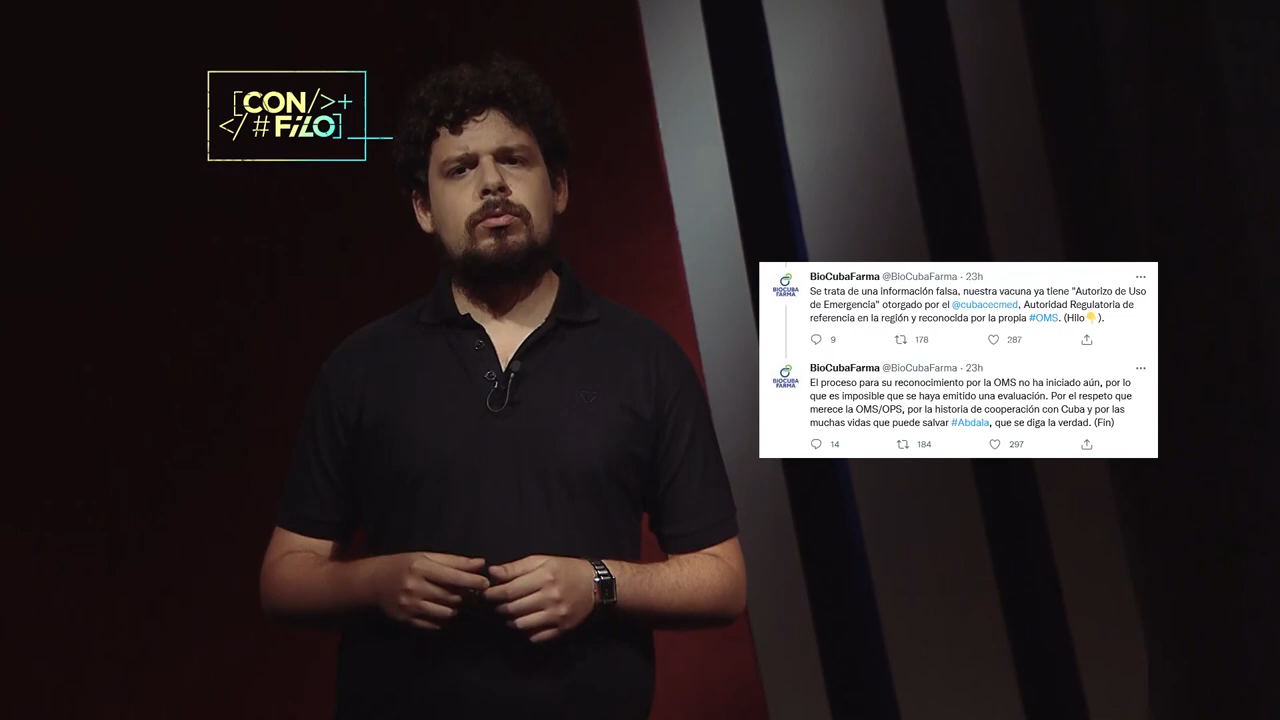 [CON/>+
</#FiLO]
BioCubaFarma @BioCubaFarma · 23h
Se trata de una información falsa, nuestra vacuna ya tiene "Autorizo de Uso
de Emergencia" otorgado por el @cubacecmed, Autoridad Regulatoria de
referencia en la región y reconocida por la propia #OMS. (Hilo👇).
9 178 287
BIOCUBA
FARMA
BioCubaFarma @BioCubaFarma · 23h
El proceso para su reconocimiento por la OMS no ha iniciado aún, por lo
que es imposible que se haya emitido una evaluación. Por el respeto que
merece la OMS/OPS, por la historia de cooperación con Cuba y por las
muchas vidas que puede salvar #Abdala, que se diga la verdad. (Fin)
14 184 297
BIOCUBA
FARMA